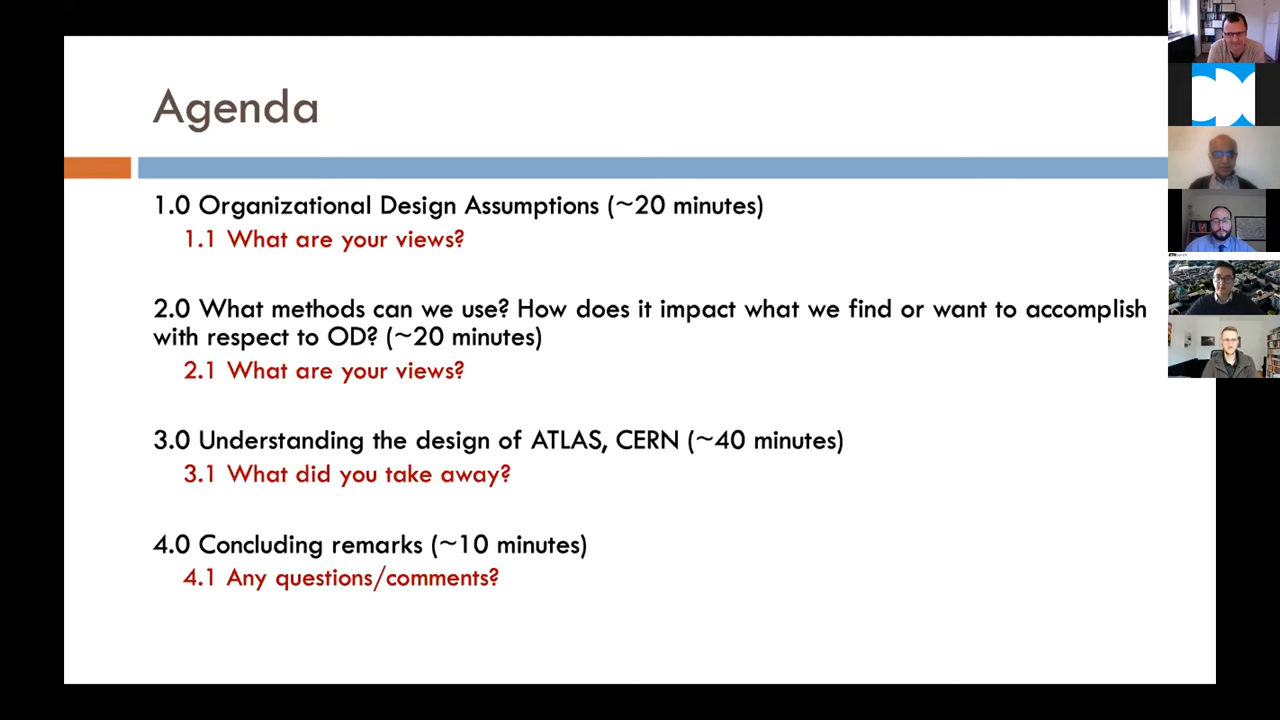 Agenda
1.0 Organizational Design Assumptions (~20 minutes)
1.1 What are your views?
2.0 What methods can we use? How does it impact what we find or want to accomplish
with respect to OD? (~20 minutes)
2.1 What are your views?
3.0 Understanding the design of ATLAS, CERN (~40 minutes)
3.1 What did you take away?
4.0 Concluding remarks (~10 minutes)
4.1 Any questions/comments?